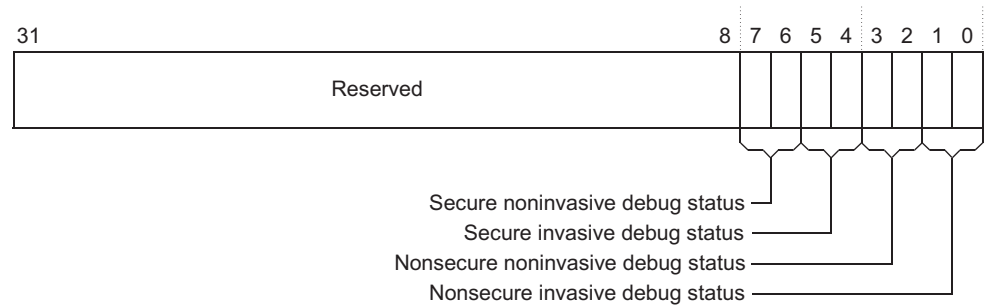 31 8 7 6 5 4 3 2 1 0
Reserved
Secure noninvasive debug status
Secure invasive debug status
Nonsecure noninvasive debug status
Nonsecure invasive debug status